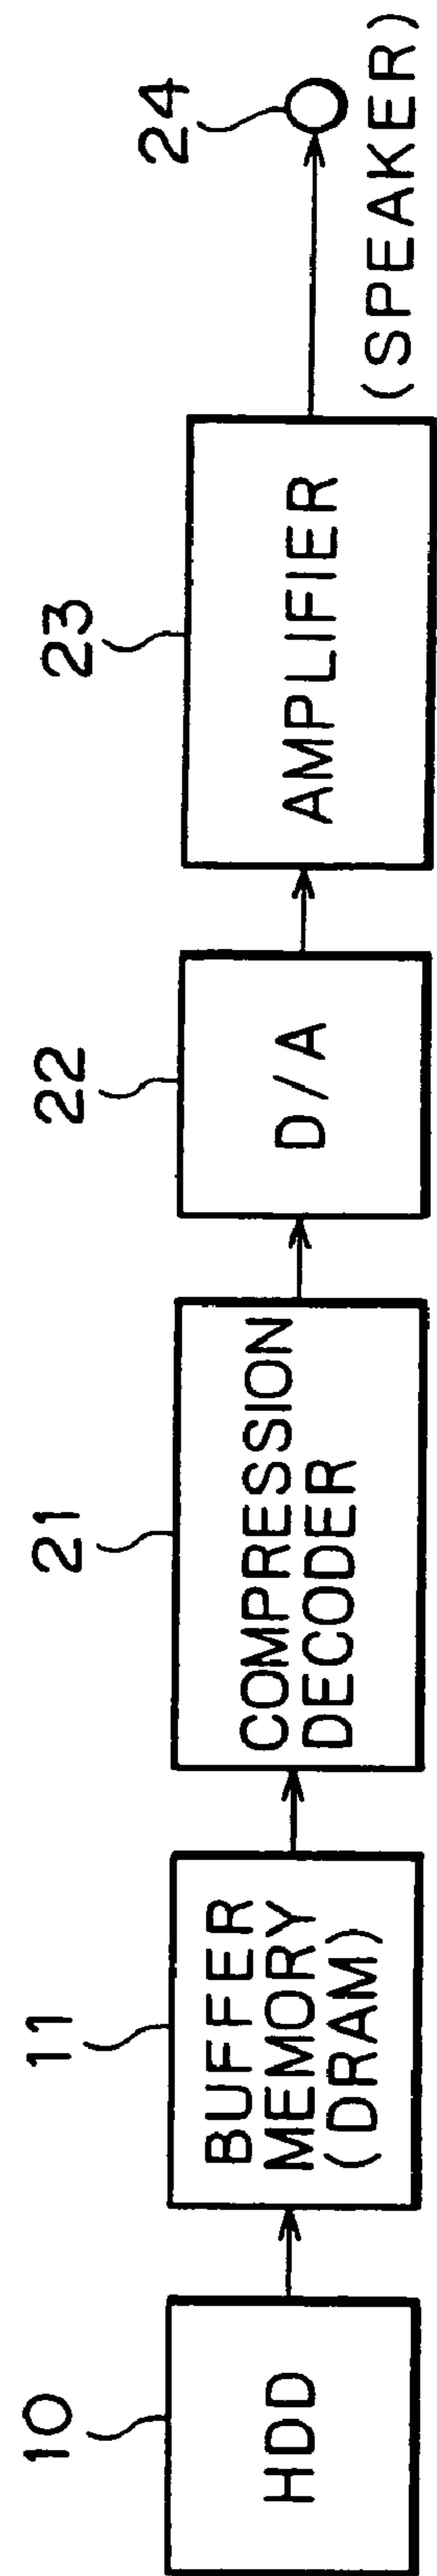 10
HDD
11
BUFFER
MEMORY
(DRAM)
21
COMPRESSION
DECODER
22
D/A
23
AMPLIFIER
24
(SPEAKER)